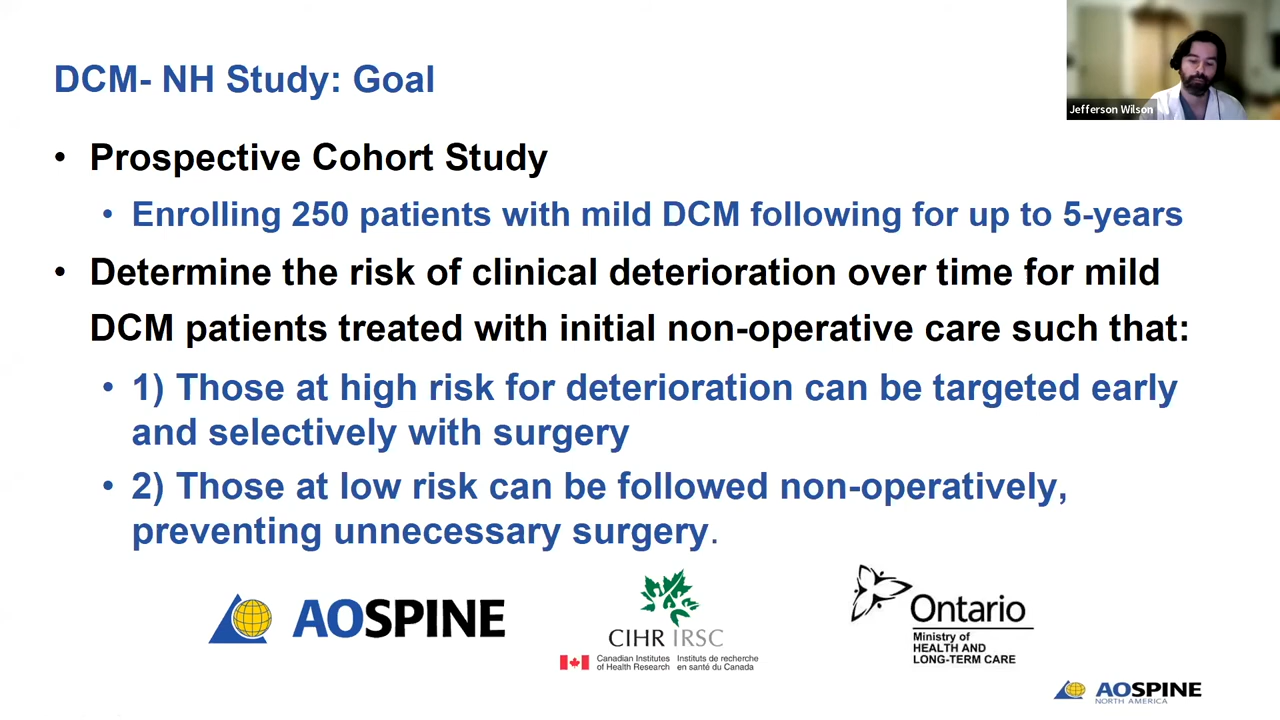 DCM- NH Study: Goal
Jefferson Wilson
• Prospective Cohort Study
• Enrolling 250 patients with mild DCM following for up to 5-years
• Determine the risk of clinical deterioration over time for mild
DCM patients treated with initial non-operative care such that:
• 1) Those at high risk for deterioration can be targeted early
and selectively with surgery
• 2) Those at low risk can be followed non-operatively,
preventing unnecessary surgery.
AOSPINE
CIHR IRSC
Canadian Institutes
of Health Research
Instituts de recherche
en santé du Canada
Ontario
Ministry of
HEALTH AND
LONG-TERM CARE
AOSPINE
NORTH AMERICA